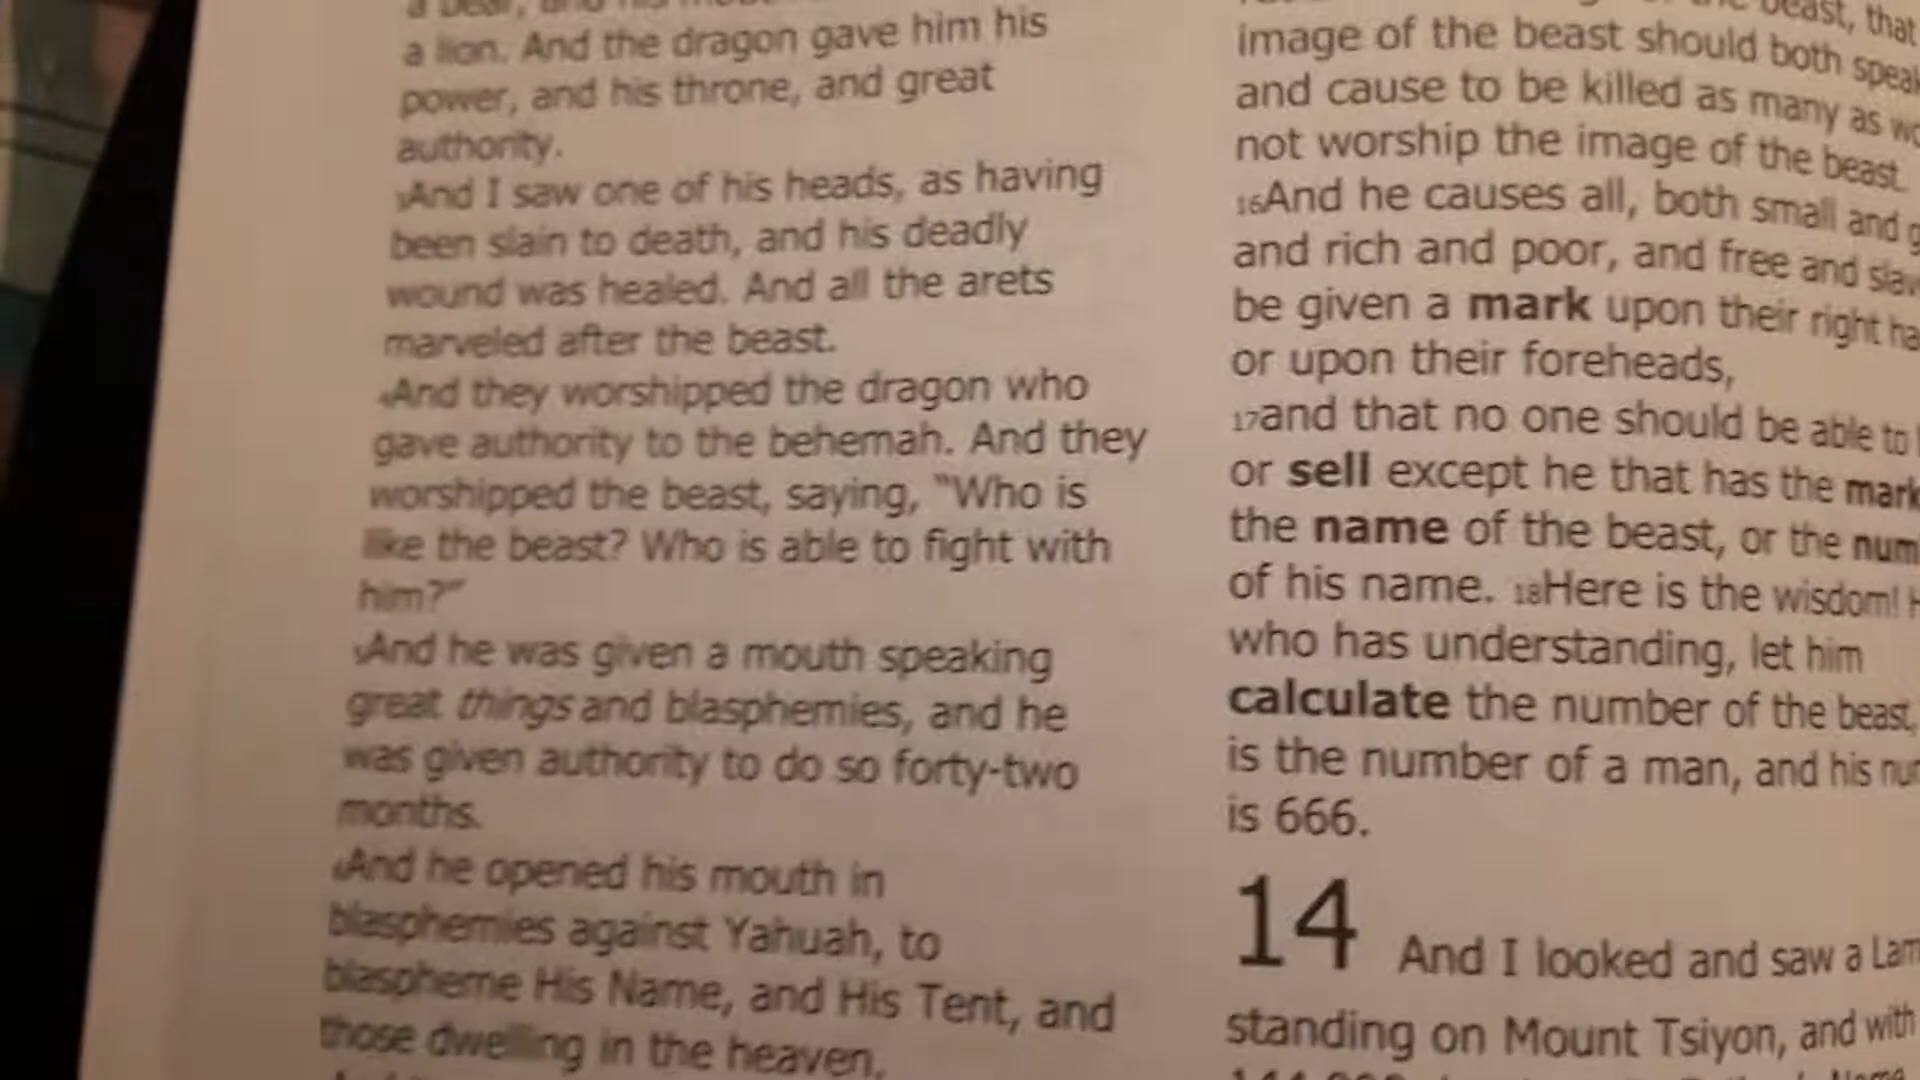 a lion. And the dragon gave him his
power, and his throne, and great
authority.
3And I saw one of his heads, as having
been slain to death, and his deadly
wound was healed. And all the arets
marveled after the beast.
4And they worshipped the dragon who
gave authority to the behemah. And they
worshipped the beast, saying, “Who is
like the beast? Who is able to fight with
him?”
5And he was given a mouth speaking
great things and blasphemies, and he
was given authority to do so forty-two
months.
6And he opened his mouth in
blasphemies against Yahuah, to
blaspheme His Name, and His Tent, and
those dwelling in the heaven.
beast, that
image of the beast should both speak
and cause to be killed as many as
not worship the image of the beast.
16And he causes all, both small and
and rich and poor, and free and
be given a mark upon their right
or upon their foreheads,
17and that no one should be able to
or sell except he that has the mark
the name of the beast, or the
of his name. 18Here is the wisdom!
who has understanding, let him
calculate the number of the beast,
is the number of a man, and his
is 666.
14 And I looked and saw a
standing on Mount Tsiyon, and with